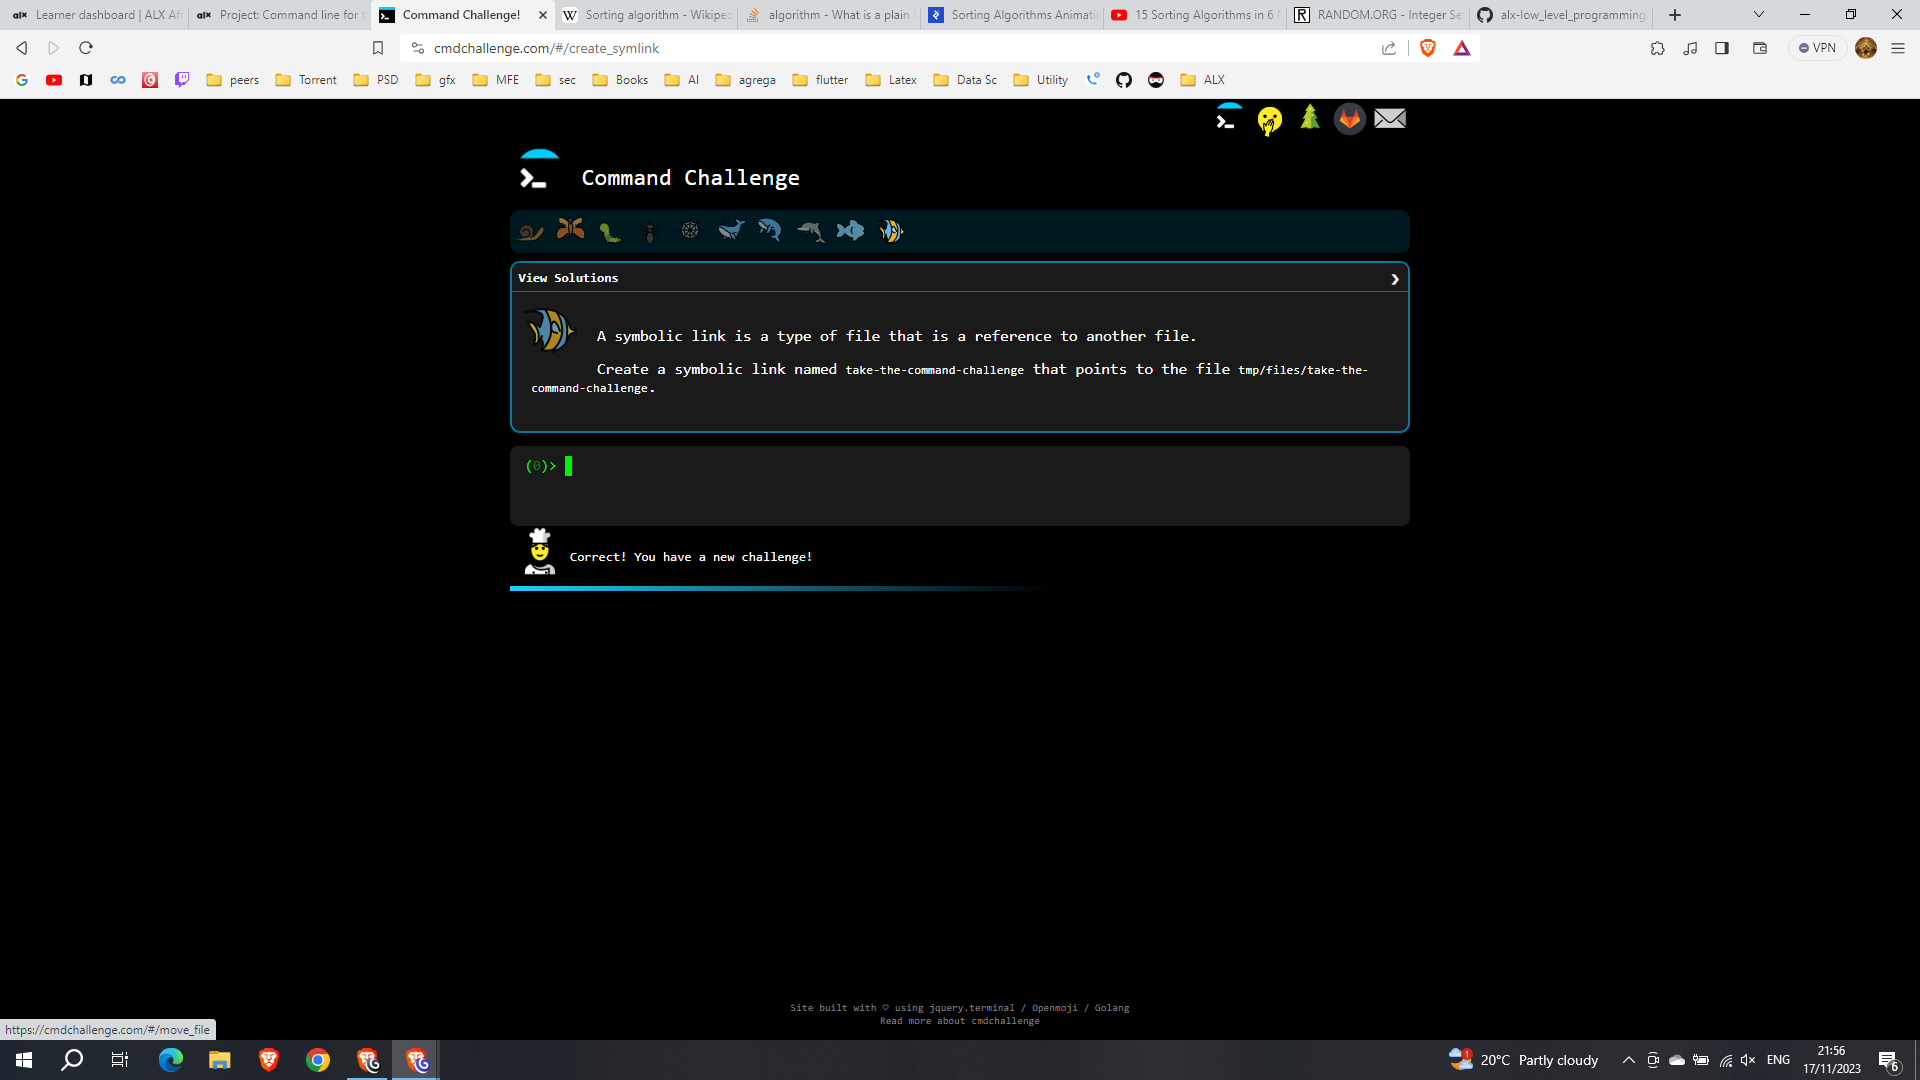 Learner dashboard | ALX Af
Project: Command line for
Command Challenge!
Sorting algorithm - Wikipe
algorithm - What is a plain
Sorting Algorithms Animati
15 Sorting Algorithms in 6
RANDOM.ORG - Integer Se
alx-low_level_programming
cmdchallenge.com/#/create_symlink
VPN
peers
Torrent
PSD
gfx
MFE
sec
Books
AI
agrega
flutter
Latex
Data Sc
Utility
ALX
Command Challenge
View Solutions
A symbolic link is a type of file that is a reference to another file.
Create a symbolic link named take-the-command-challenge that points to the file tmp/files/take-the-
command-challenge.
(0)>
Correct! You have a new challenge!
Site built with ♡ using jquery.terminal / Openmoji / Golang
Read more about cmdchallenge
https://cmdchallenge.com/#/move_file
1
20°C Partly cloudy
ENG
21:56
17/11/2023
6